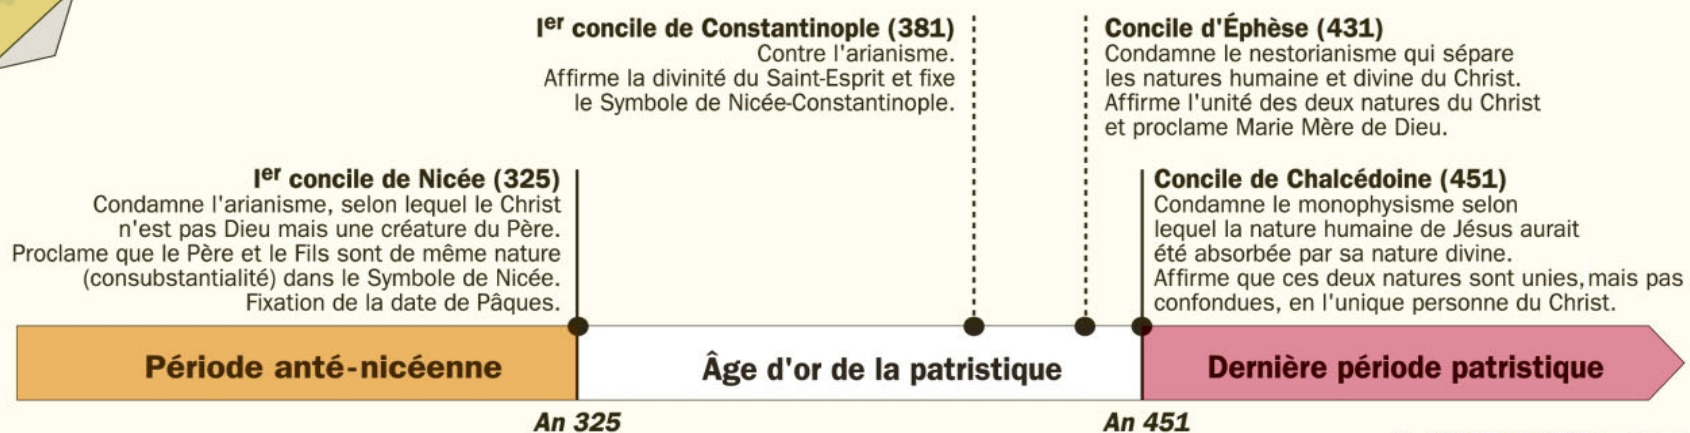 Ier concile de Constantinople (381)
Contre l'arianisme.
Affirme la divinité du Saint-Esprit et fixe
le Symbole de Nicée-Constantinople.
Concile d'Éphèse (431)
Condamne le nestorianisme qui sépare
les natures humaine et divine du Christ.
Affirme l'unité des deux natures du Christ
et proclame Marie Mère de Dieu.
Ier concile de Nicée (325)
Condamne l'arianisme, selon lequel le Christ
n'est pas Dieu mais une créature du Père.
Proclame que le Père et le Fils sont de même nature
(consubstantialité) dans le Symbole de Nicée.
Fixation de la date de Pâques.
Concile de Chalcédoine (451)
Condamne le monophysisme selon
lequel la nature humaine de Jésus aurait
été absorbée par sa nature divine.
Affirme que ces deux natures sont unies, mais pas
confondues, en l'unique personne du Christ.
Période anté-nicéenne
Âge d'or de la patristique
Dernière période patristique
An 325
An 451